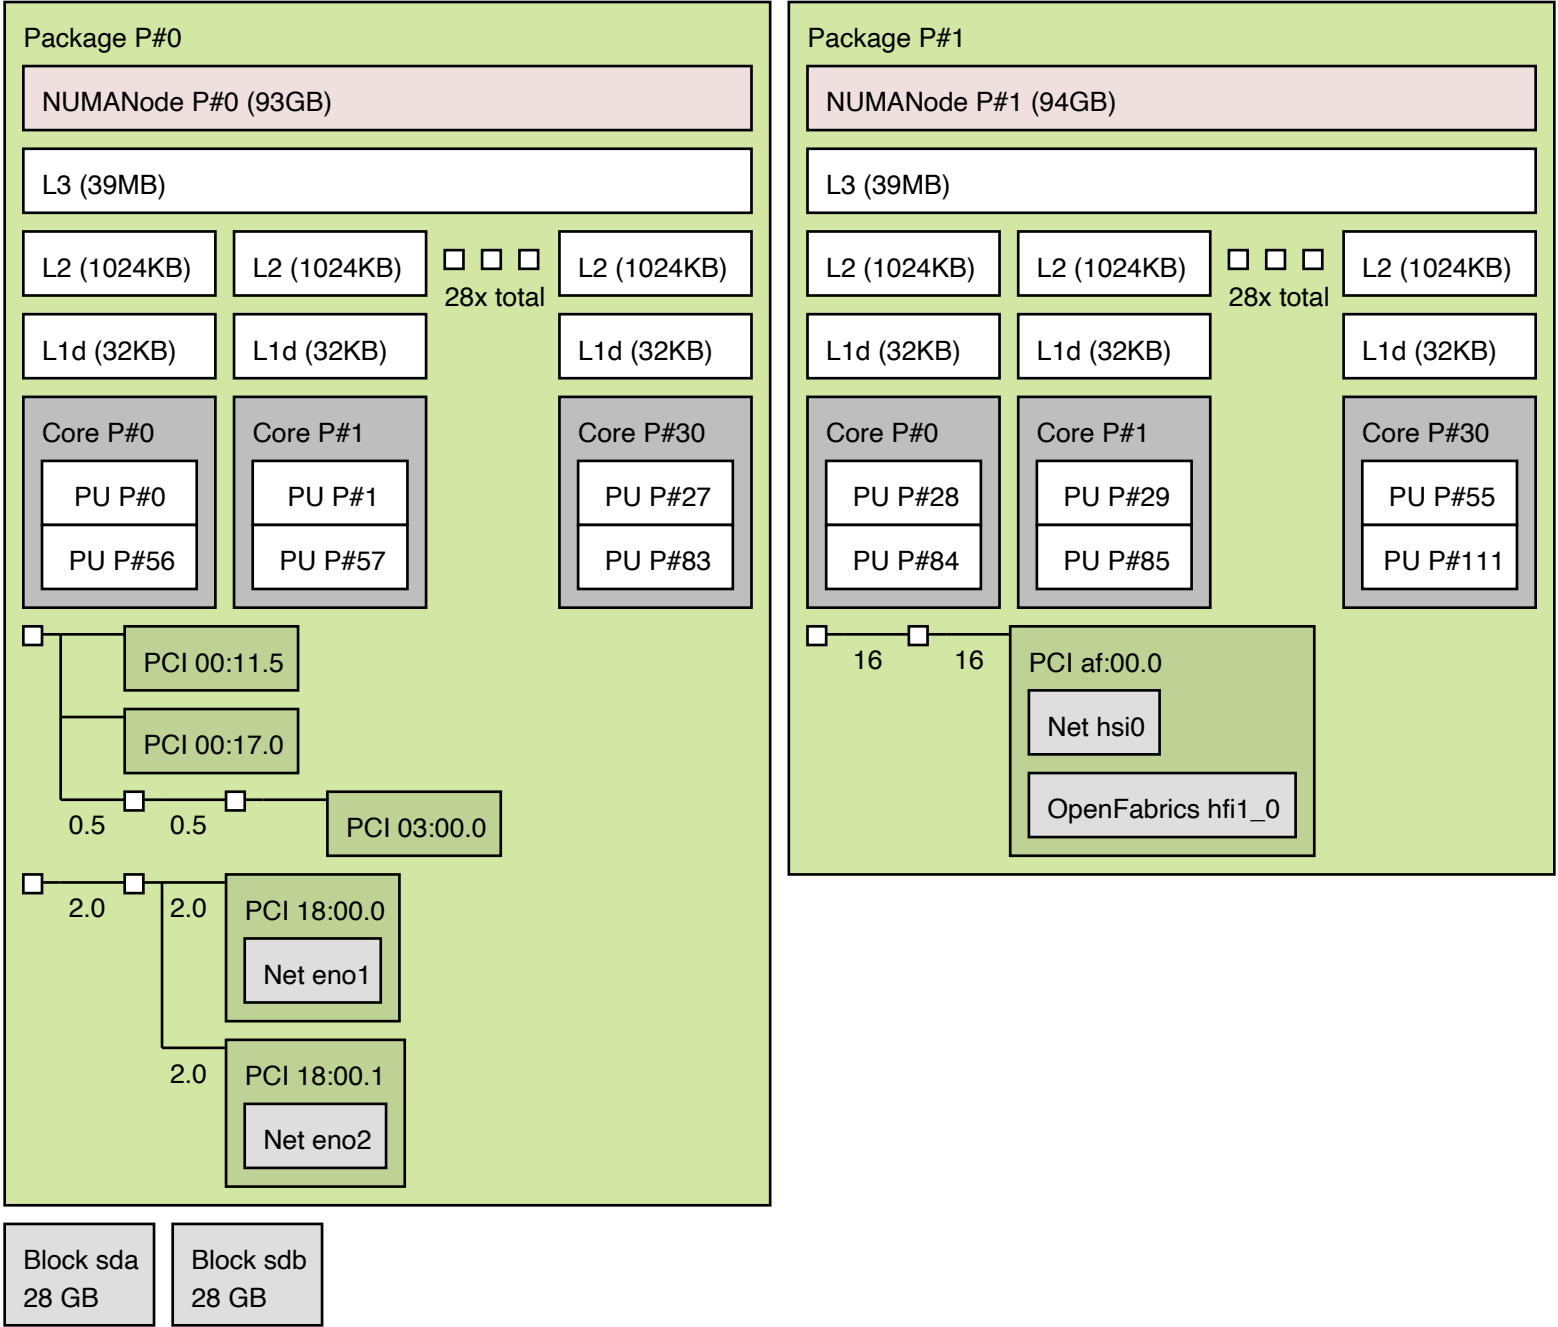 Package P#0
NUMANode P#0 (93GB)
L3 (39MB)
L2 (1024KB)
L2 (1024KB)
28x total
L2 (1024KB)
L1d (32KB)
L1d (32KB)
L1d (32KB)
Core P#0
PU P#0
PU P#56
Core P#1
PU P#1
PU P#57
Core P#30
PU P#27
PU P#83
PCI 00:11.5
PCI 00:17.0
0.5
0.5
PCI 03:00.0
2.0
2.0
PCI 18:00.0
Net eno1
2.0
PCI 18:00.1
Net eno2
Package P#1
NUMANode P#1 (94GB)
L3 (39MB)
L2 (1024KB)
L2 (1024KB)
28x total
L2 (1024KB)
L1d (32KB)
L1d (32KB)
L1d (32KB)
Core P#0
PU P#28
PU P#84
Core P#1
PU P#29
PU P#85
Core P#30
PU P#55
PU P#111
16
16
PCI af:00.0
Net hsi0
OpenFabrics hfi1_0
Block sda
28 GB
Block sdb
28 GB